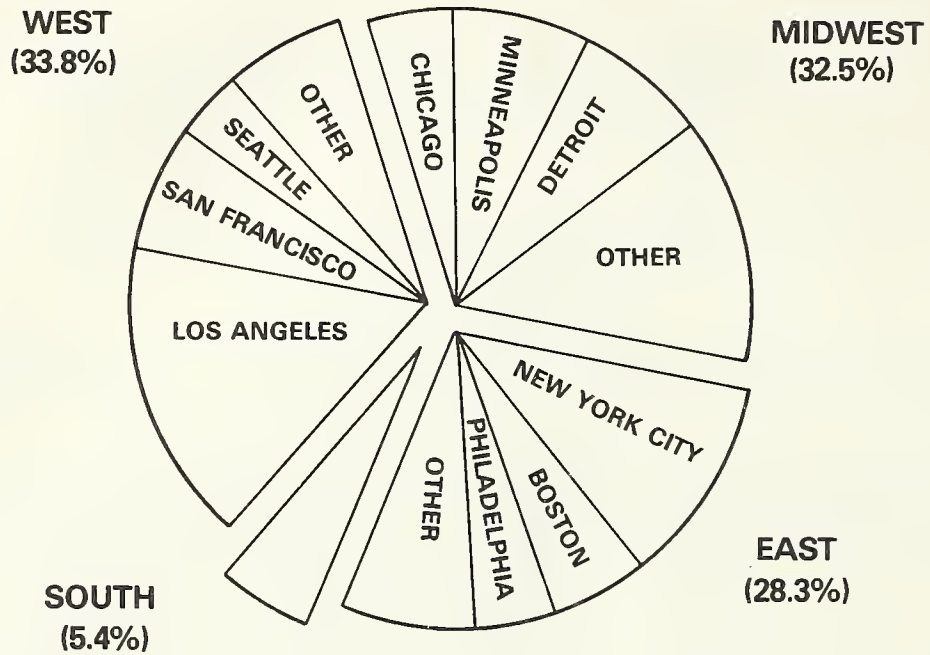 WEST
(33.8%)
MIDWEST
(32.5%)
OTHER
SEATTLE
SAN FRANCISCO
LOS ANGELES
CHICAGO
MINNEAPOLIS
DETROIT
OTHER
NEW YORK CITY
BOSTON
PHILADELPHIA
OTHER
EAST
(28.3%)
SOUTH
(5.4%)